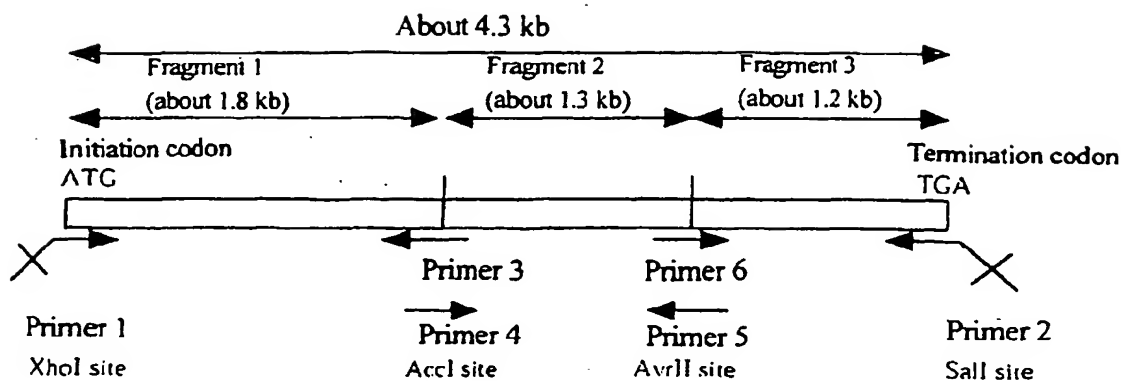 About 4.3 kb
Fragment 1 Fragment 2 Fragment 3
(about 1.8 kb) (about 1.3 kb) (about 1.2 kb)
Initiation codon Termination codon
ATG TGA
Primer 3 Primer 6
Primer 1 Primer 4 Primer 5 Primer 2
XhoI site AccI site AvrII site SalI site